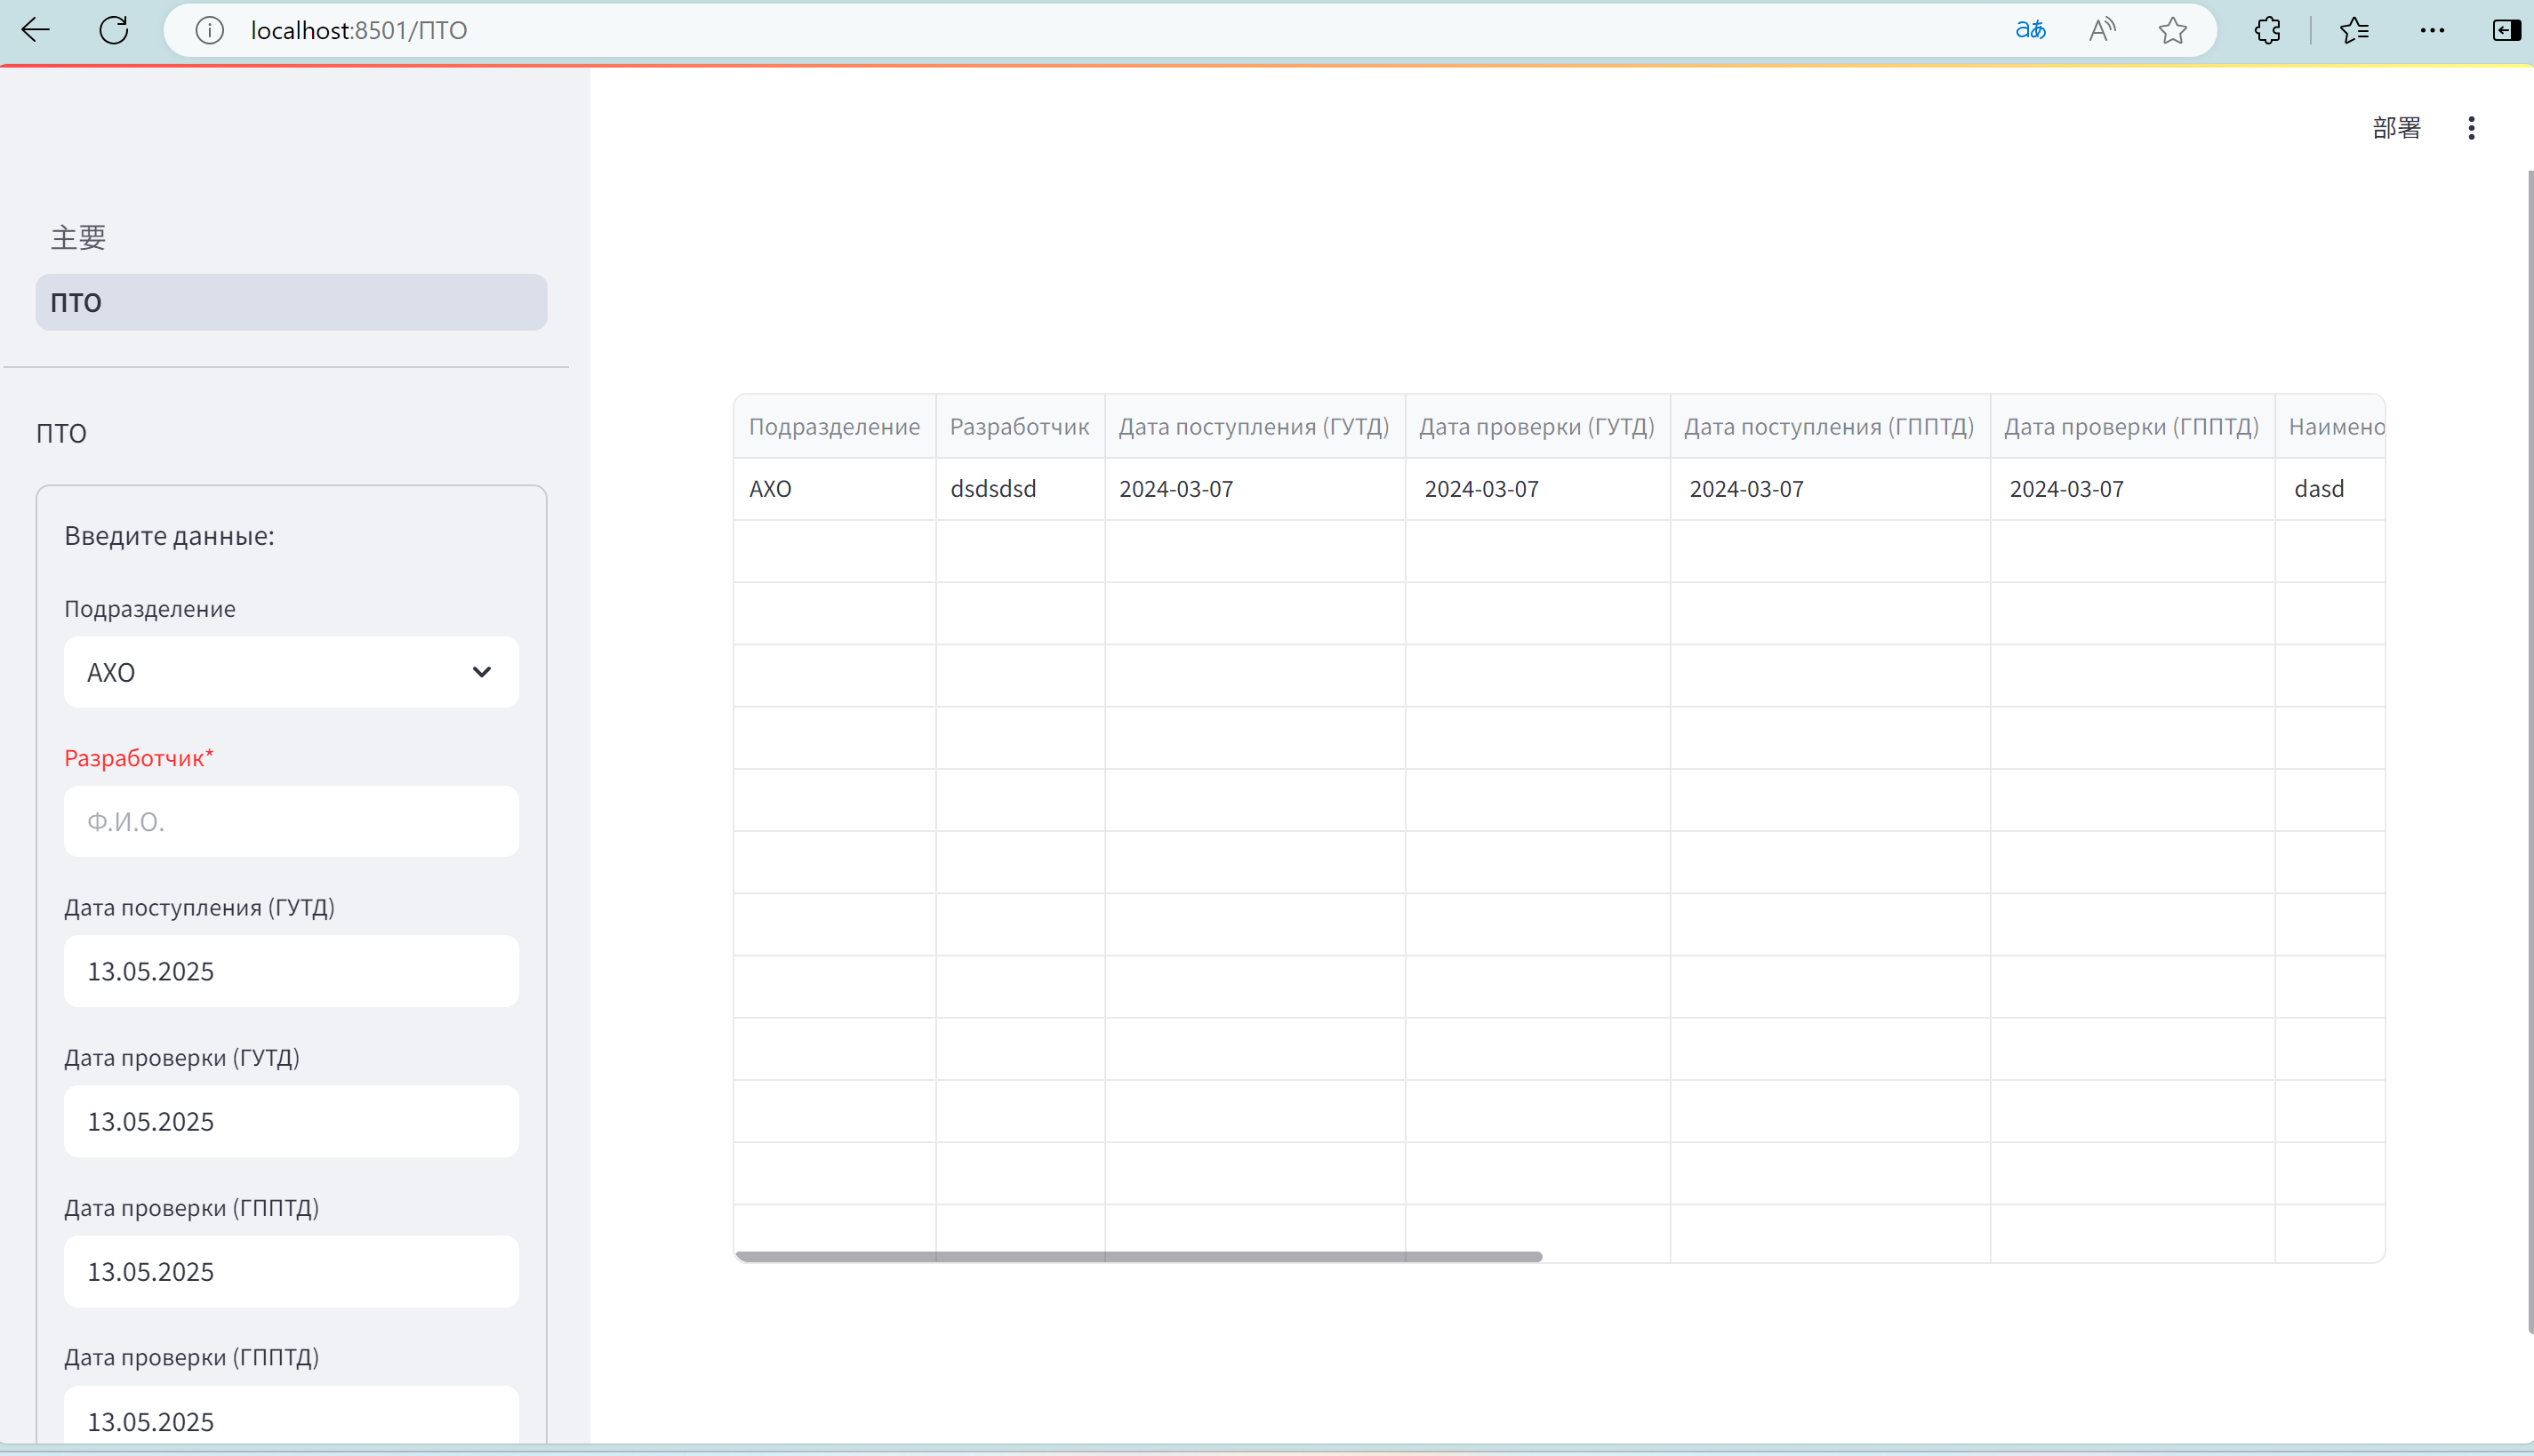 localhost:8501/ПТО
部署
主要
ПТО
ПТО
Введите данные:
Подразделение
АХО
Разработчик*
Ф.И.О.
Дата поступления (ГУТД)
13.05.2025
Дата проверки (ГУТД)
13.05.2025
Дата проверки (ГППТД)
13.05.2025
Дата проверки (ГППТД)
13.05.2025
Подразделение Разработчик Дата поступления (ГУТД) Дата проверки (ГУТД) Дата поступления (ГППТД) Дата проверки (ГППТД) Наимено
АХО dsdsdsd 2024-03-07 2024-03-07 2024-03-07 2024-03-07 dasd